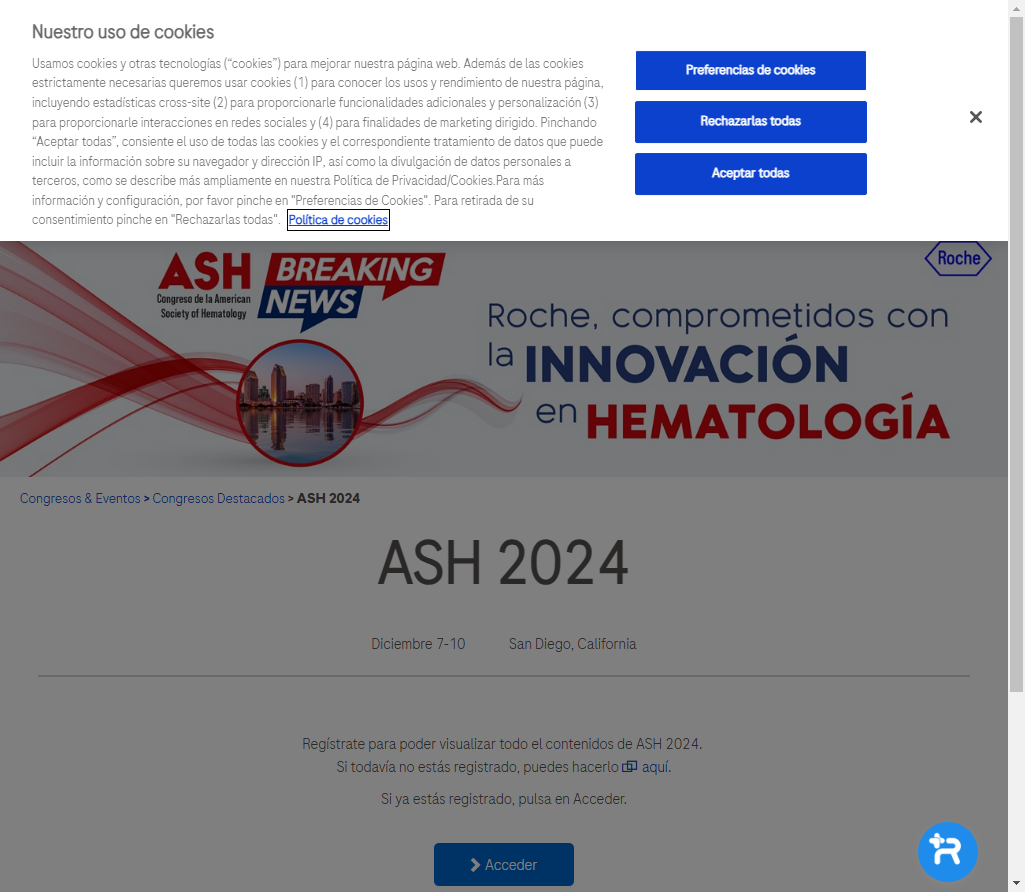 Nuestro uso de cookies
Usamos cookies y otras tecnologías (“cookies”) para mejorar nuestra página web. Además de las cookies
estrictamente necesarias queremos usar cookies (1) para conocer los usos y rendimiento de nuestra página,
incluyendo estadísticas cross-site (2) para proporcionarle funcionalidades adicionales y personalización (3)
para proporcionarle interacciones en redes sociales y (4) para finalidades de marketing dirigido. Pinchando
“Aceptar todas”, consiente el uso de todas las cookies y el correspondiente tratamiento de datos que puede
incluir la información sobre su navegador y dirección IP, así como la divulgación de datos personales a
terceros, como se describe más ampliamente en nuestra Política de Privacidad/Cookies.Para más
información y configuración, por favor pinche en "Preferencias de Cookies". Para retirada de su
consentimiento pinche en "Rechazarlas todas". Política de cookies
Preferencias de cookies
Rechazarlas todas
Aceptar todas
ASH BREAKING
NEWS
Congreso de la American
Society of Hematology
Roche
Roche, comprometidos con
la INNOVACIÓN
en HEMATOLOGÍA
Congresos & Eventos > Congresos Destacados > ASH 2024
ASH 2024
Diciembre 7-10 San Diego, California
Regístrate para poder visualizar todo el contenidos de ASH 2024.
Si todavía no estás registrado, puedes hacerlo aquí.
Si ya estás registrado, pulsa en Acceder.
Acceder